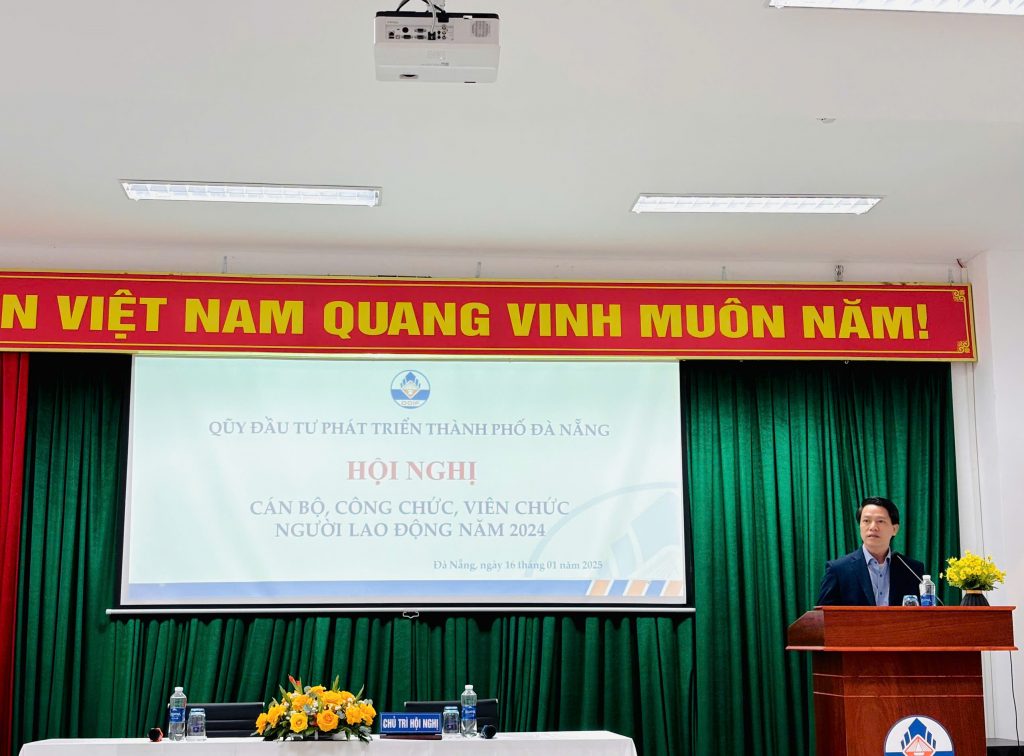 N VIỆT NAM QUANG VINH MUÔN NĂM!
DDIF
QUỸ ĐẦU TƯ PHÁT TRIỂN THÀNH PHỐ ĐÀ NẴNG
HỘI NGHỊ
CÁN BỘ, CÔNG CHỨC, VIÊN CHỨC
NGƯỜI LAO ĐỘNG NĂM 2024
Đà Nẵng, ngày 16 tháng 01 năm 2025
CHỦ TRÌ HỘI NGHỊ